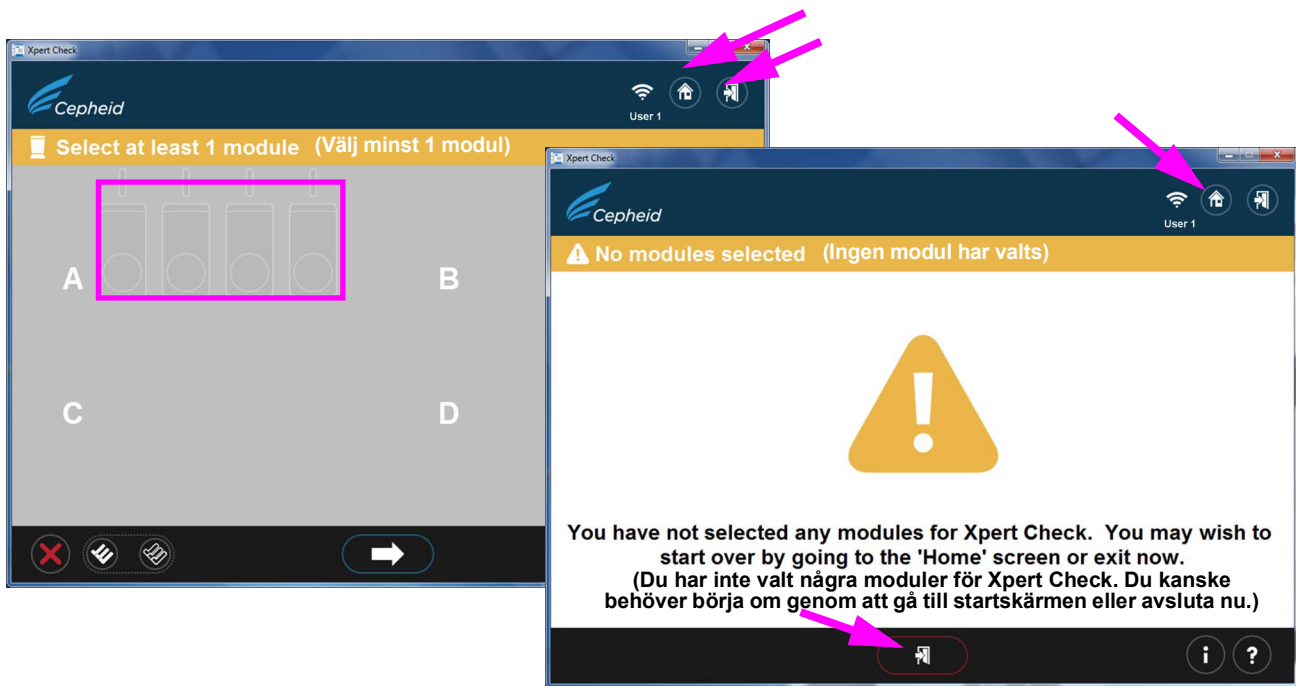 Xpert Check
Cepheid
User 1
Select at least 1 module (Välj minst 1 modul)
A
B
C
D
Xpert Check
Cepheid
User 1
No modules selected (Ingen modul har valts)
You have not selected any modules for Xpert Check. You may wish to
start over by going to the 'Home' screen or exit now.
(Du har inte valt några moduler för Xpert Check. Du kanske
behöver börja om genom att gå till startskärmen eller avsluta nu.)
i ?